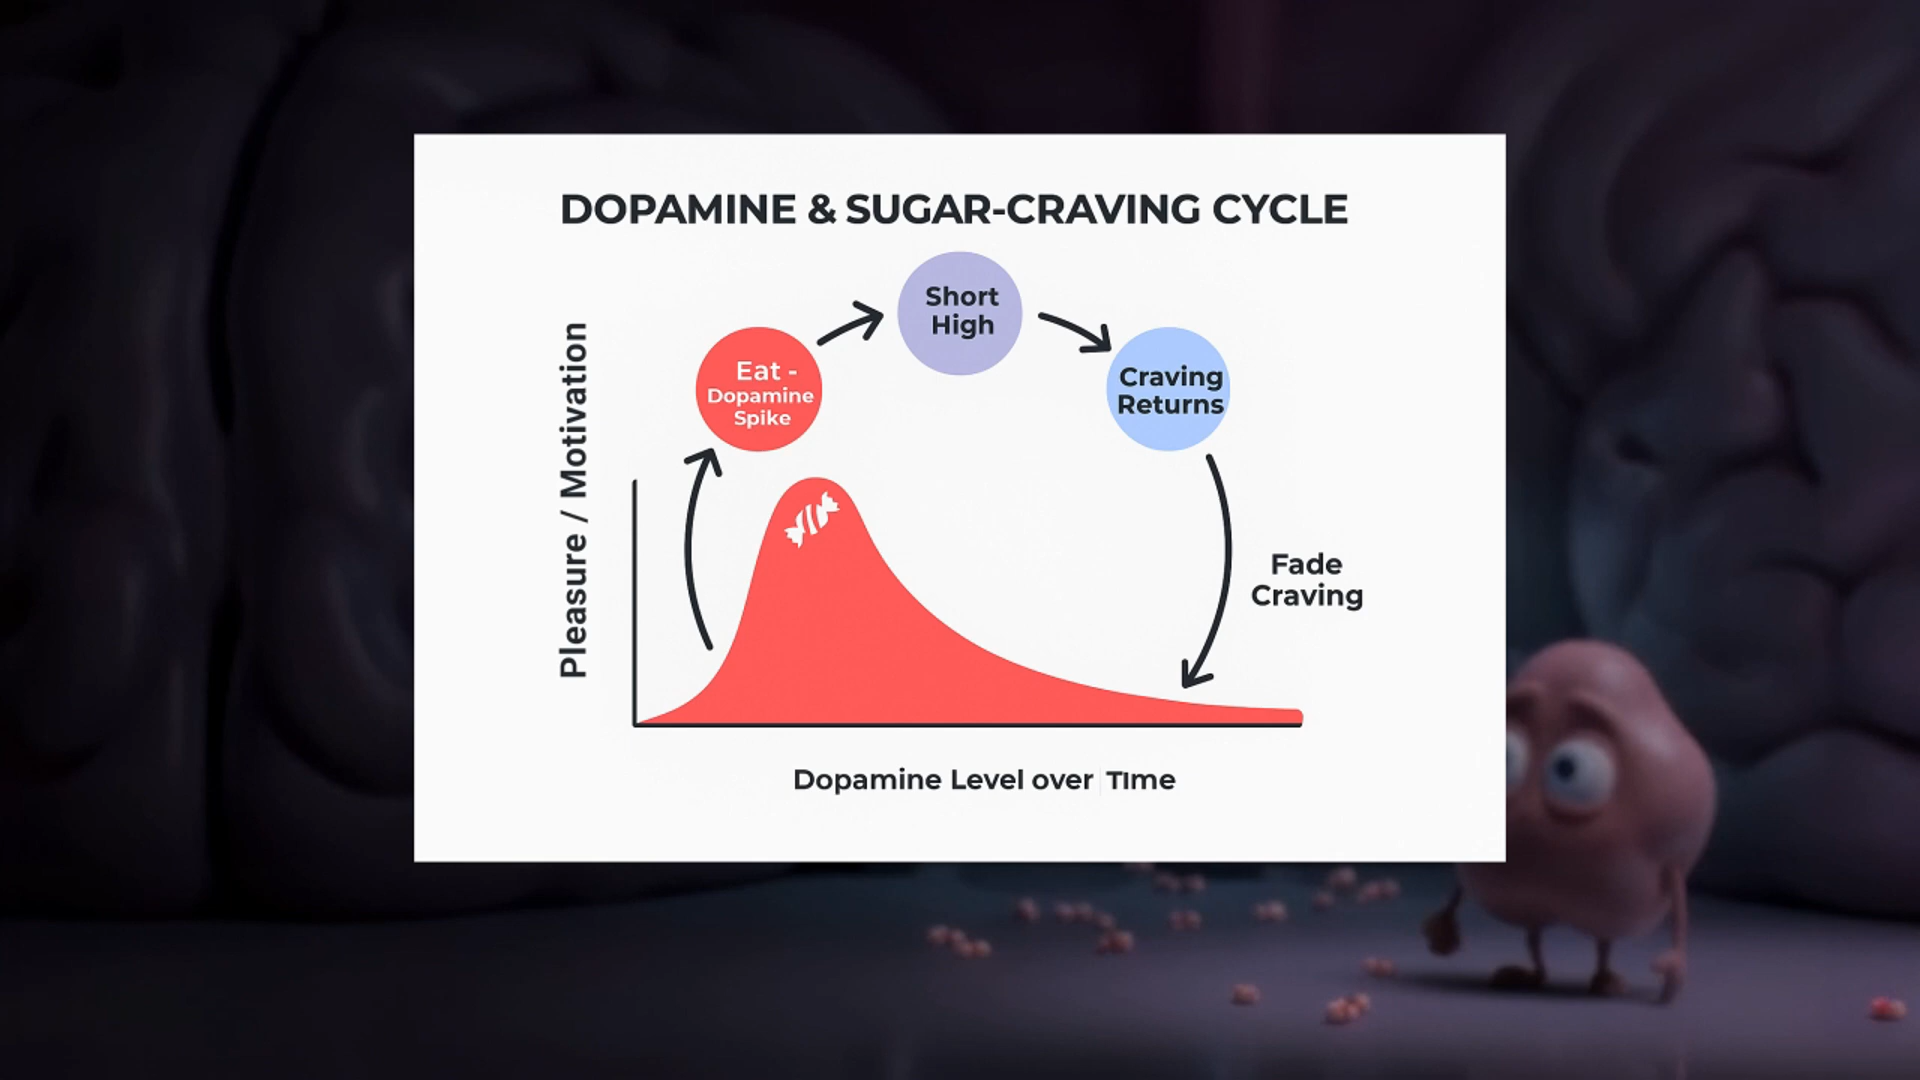 DOPAMINE & SUGAR-CRAVING CYCLE
Short
High
Eat -
Dopamine
Spike
Craving
Returns
Pleasure / Motivation
Fade
Craving
Dopamine Level over TIme